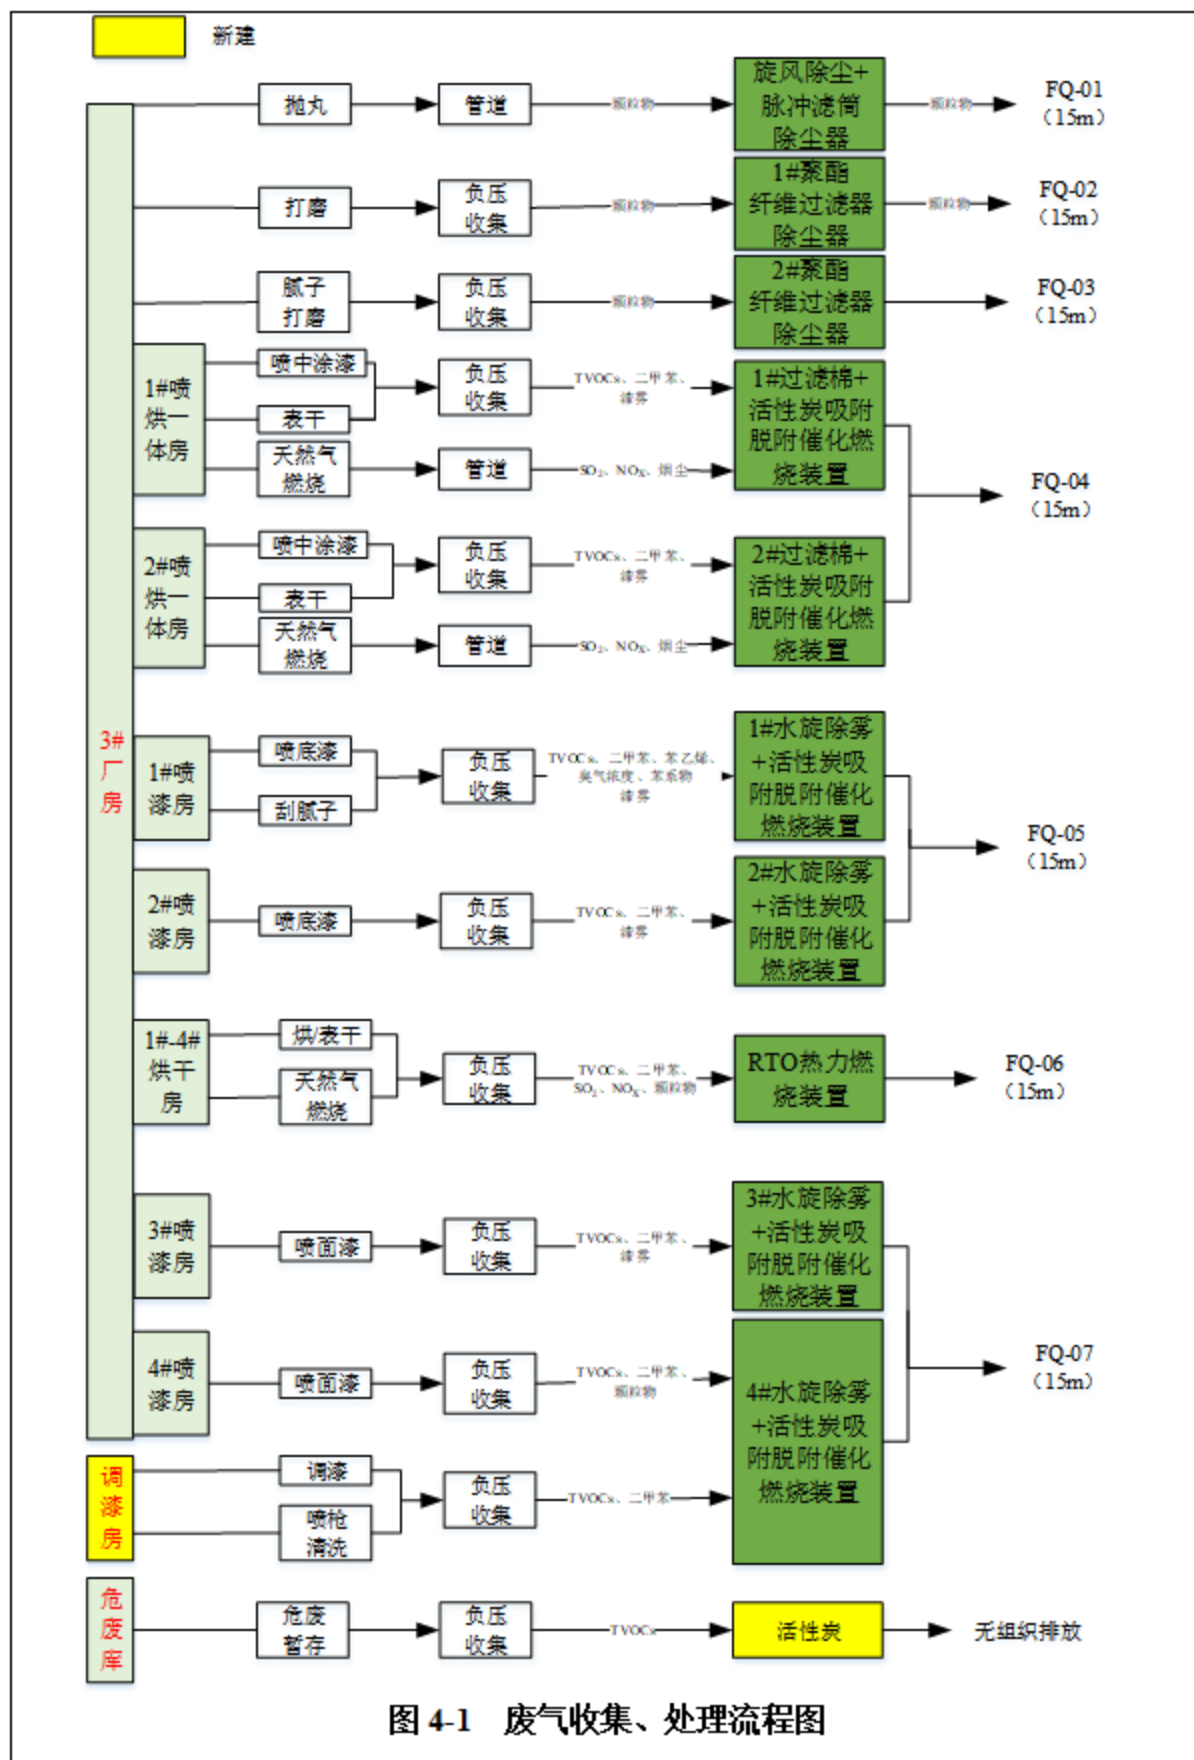 新建
抛丸
管道
颗粒物
旋风除尘+
脉冲滤筒
除尘器
颗粒物
FQ-01
（15m）
打磨
负压
收集
颗粒物
1#聚酯
纤维过滤器
除尘器
颗粒物
FQ-02
（15m）
腻子
打磨
负压
收集
颗粒物
2#聚酯
纤维过滤器
除尘器
FQ-03
（15m）
3#
厂
房
1#喷
烘一
体房
喷中涂漆
表干
天然气
燃烧
负压
收集
管道
TVOCs、二甲苯、
漆雾
SO₂、NOX、烟尘
1#过滤棉+
活性炭吸附
脱附催化燃
烧装置
FQ-04
（15m）
2#喷
烘一
体房
喷中涂漆
表干
天然气
燃烧
负压
收集
管道
TVOCs、二甲苯、
漆雾
SO₂、NOX、烟尘
2#过滤棉+
活性炭吸附
脱附催化燃
烧装置
1#喷
漆房
喷底漆
刮腻子
负压
收集
TVOCs、二甲苯、苯乙烯、
臭气浓度、苯系物
漆雾
1#水旋除雾
+活性炭吸
附脱附催化
燃烧装置
FQ-05
（15m）
2#喷
漆房
喷底漆
负压
收集
TVOCs、二甲苯、
漆雾
2#水旋除雾
+活性炭吸
附脱附催化
燃烧装置
1#-4#
烘干
房
烘/表干
天然气
燃烧
负压
收集
TVOCs、二甲苯、
SO₂、NOX、颗粒物
RTO热力燃
烧装置
FQ-06
（15m）
3#喷
漆房
喷面漆
负压
收集
TVOCs、二甲苯、
漆雾
3#水旋除雾
+活性炭吸
附脱附催化
燃烧装置
FQ-07
（15m）
4#喷
漆房
喷面漆
负压
收集
TVOCs、二甲苯、
颗粒物
4#水旋除雾
+活性炭吸
附脱附催化
燃烧装置
调
漆
房
调漆
喷枪
清洗
负压
收集
TVOCs、二甲苯
危
废
库
危废
暂存
负压
收集
TVOCs
活性炭
无组织排放
图 4-1 废气收集、处理流程图